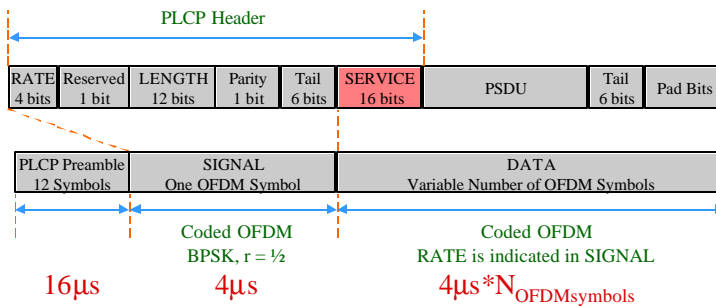 PLCP Header
RATE Reserved LENGTH Parity Tail SERVICE PSDU Tail Pad Bits
4 bits 1 bit 12 bits 1 bit 6 bits 16 bits 6 bits
PLCP Preamble SIGNAL DATA
12 Symbols One OFDM Symbol Variable Number of OFDM Symbols
Coded OFDM Coded OFDM
BPSK, r = ½ RATE is indicated in SIGNAL
16μs 4μs 4μs*N_OFDMsymbols